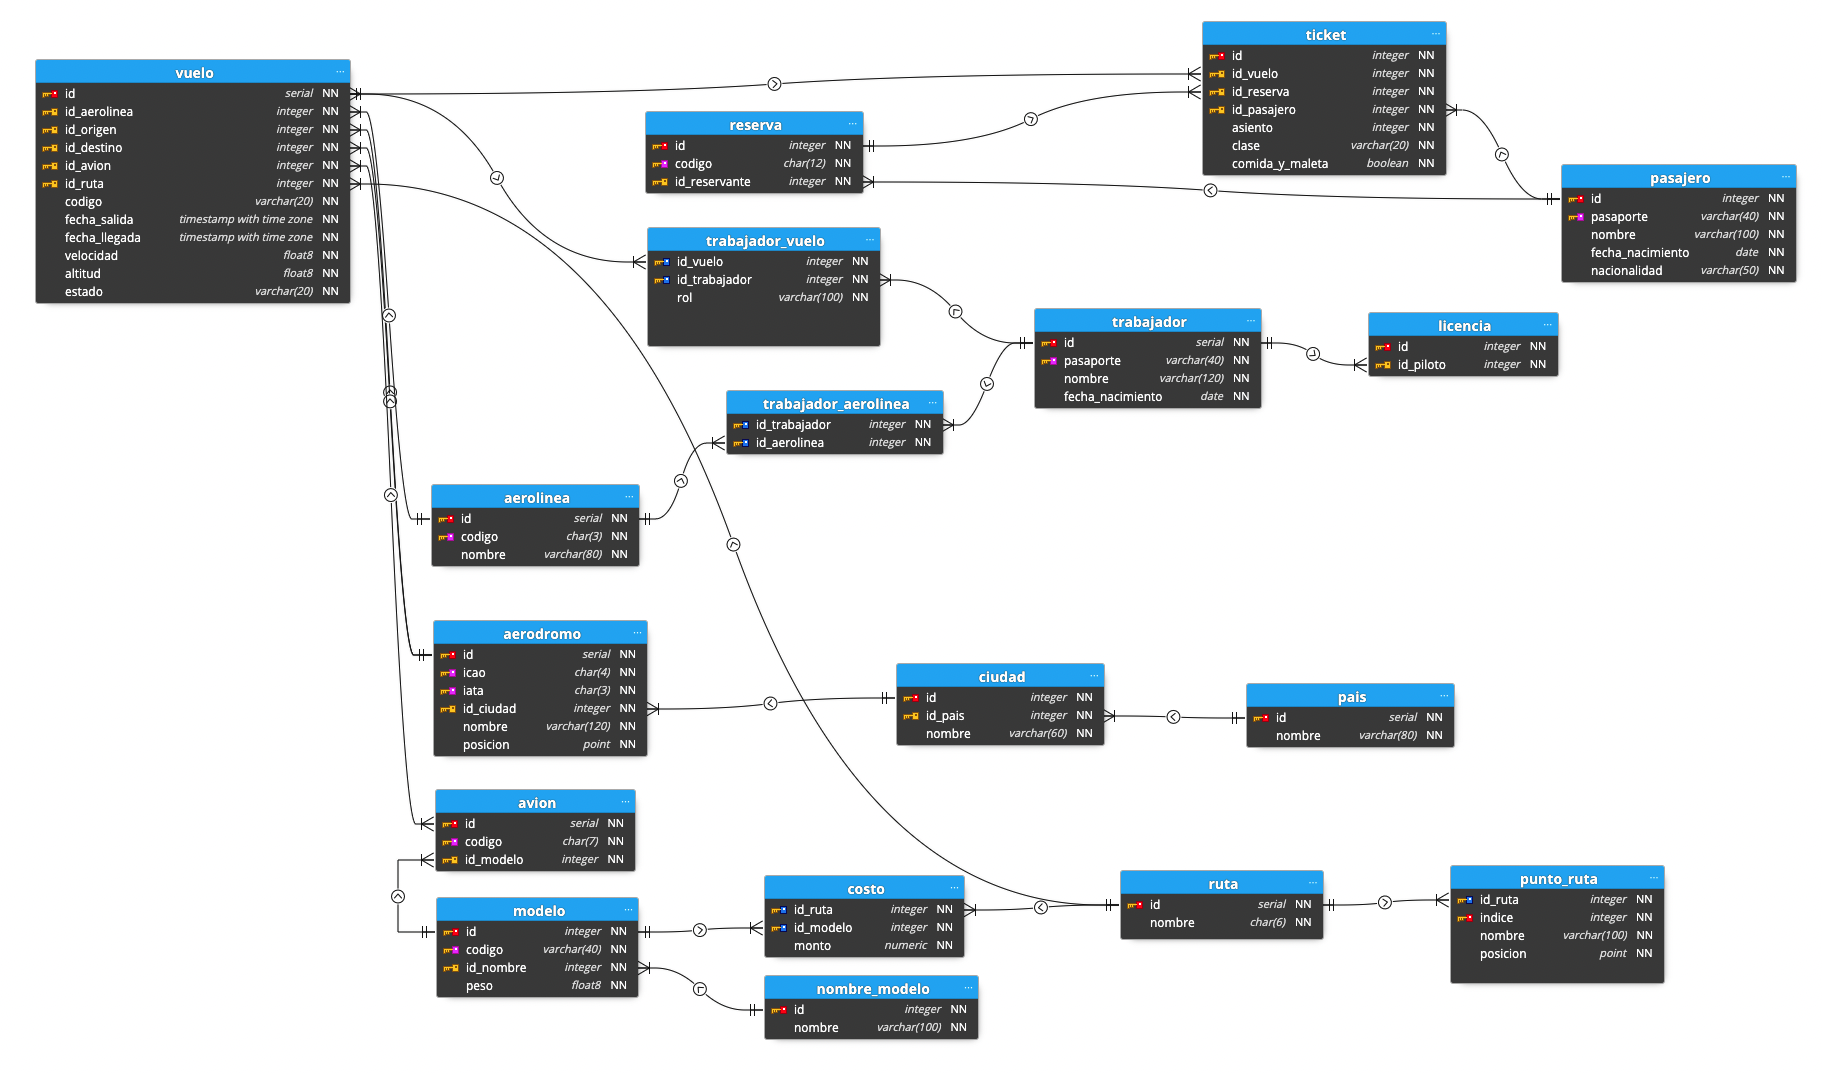 vuelo
id serial NN
id_aerolinea integer NN
id_origen integer NN
id_destino integer NN
id_avion integer NN
id_ruta integer NN
codigo varchar(20) NN
fecha_salida timestamp with time zone NN
fecha_llegada timestamp with time zone NN
velocidad float8 NN
altitud float8 NN
estado varchar(20) NN
ticket
id integer NN
id_vuelo integer NN
id_reserva integer NN
id_pasajero integer NN
asiento integer NN
clase varchar(20) NN
comida_y_maleta boolean NN
reserva
id integer NN
codigo char(12) NN
id_reservante integer NN
pasajero
id integer NN
pasaporte varchar(40) NN
nombre varchar(100) NN
fecha_nacimiento date NN
nacionalidad varchar(50) NN
trabajador_vuelo
id_vuelo integer NN
id_trabajador integer NN
rol varchar(100) NN
trabajador
id serial NN
pasaporte varchar(40) NN
nombre varchar(120) NN
fecha_nacimiento date NN
licencia
id integer NN
id_piloto integer NN
trabajador_aerolinea
id_trabajador integer NN
id_aerolinea integer NN
aerolinea
id serial NN
codigo char(3) NN
nombre varchar(80) NN
aerodromo
id serial NN
icao char(4) NN
iata char(3) NN
id_ciudad integer NN
nombre varchar(120) NN
posicion point NN
ciudad
id integer NN
id_pais integer NN
nombre varchar(60) NN
pais
id serial NN
nombre varchar(80) NN
avion
id serial NN
codigo char(7) NN
id_modelo integer NN
modelo
id integer NN
codigo varchar(40) NN
id_nombre integer NN
peso float8 NN
costo
id_ruta integer NN
id_modelo integer NN
monto numeric NN
ruta
id serial NN
nombre char(6) NN
punto_ruta
id_ruta integer NN
indice integer NN
nombre varchar(100) NN
posicion point NN
nombre_modelo
id integer NN
nombre varchar(100) NN